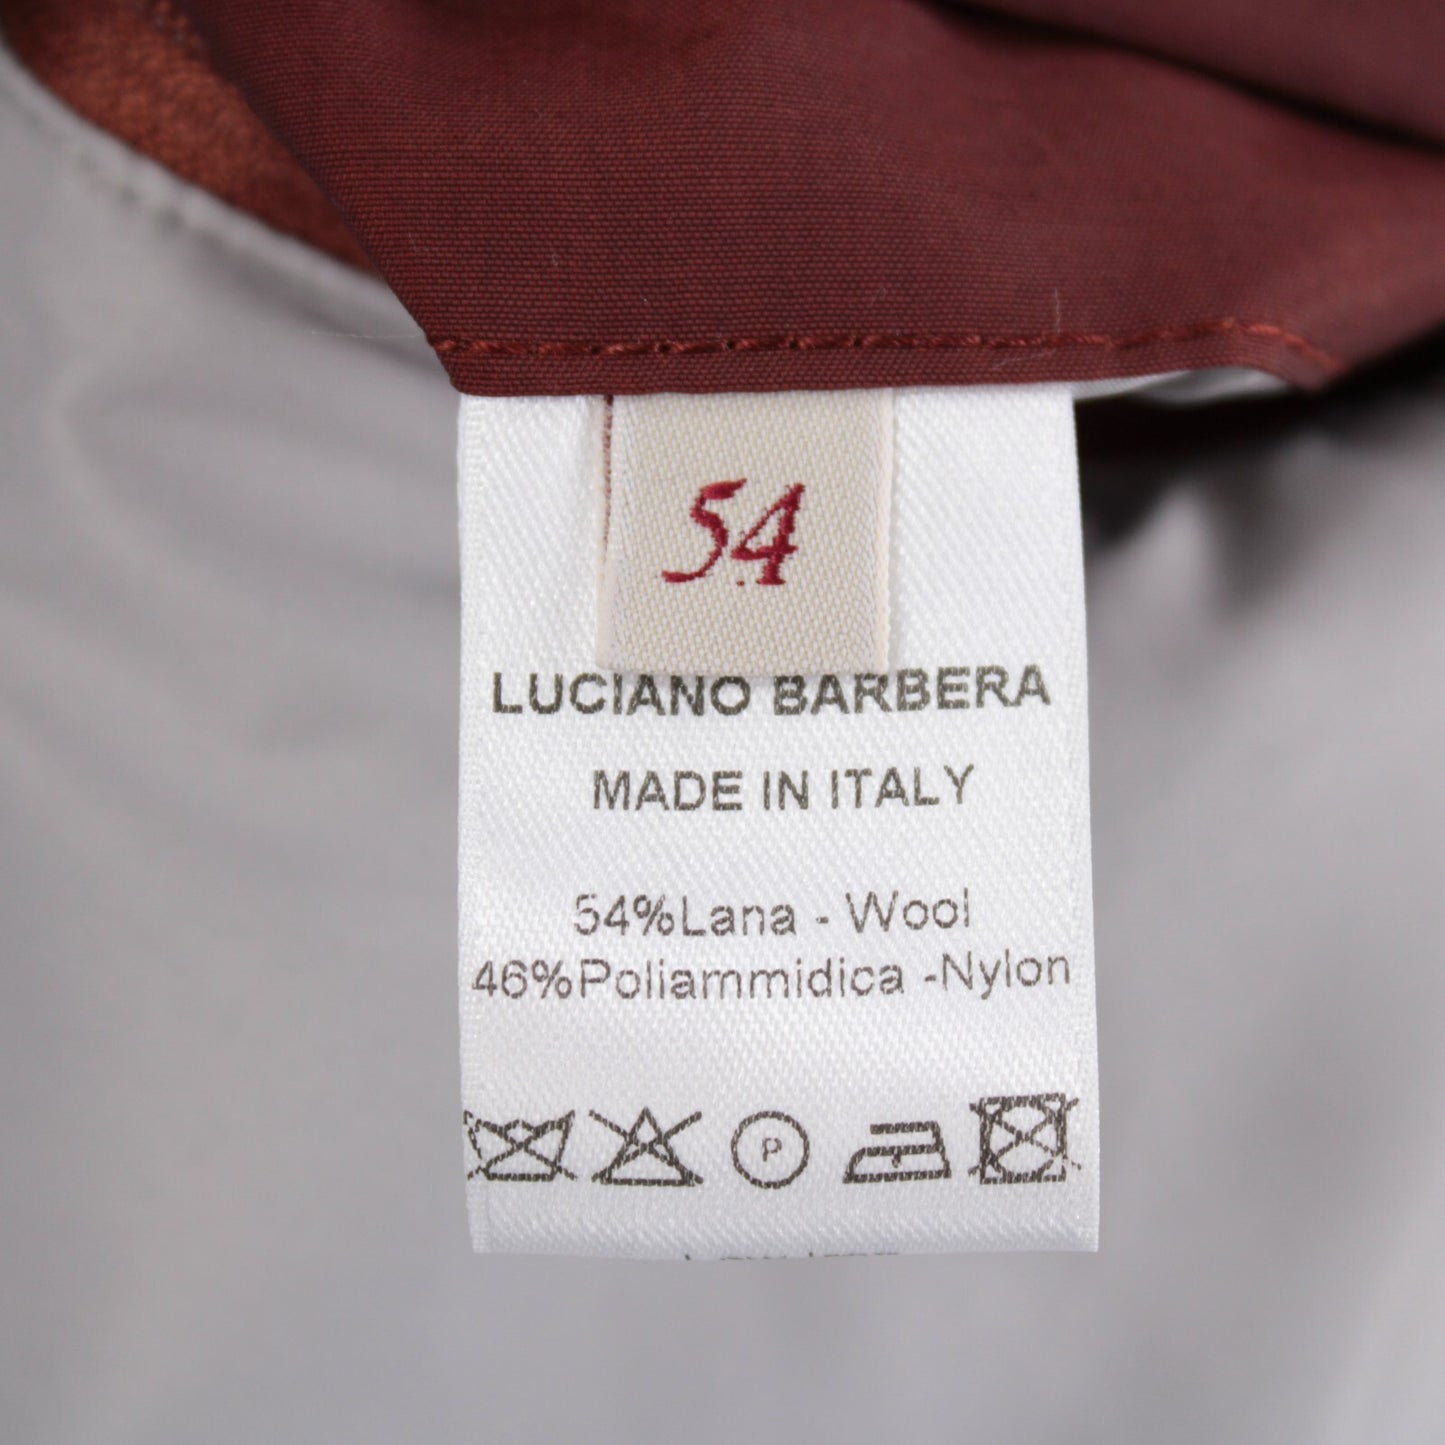 54
LUCIANO BARBERA
MADE IN ITALY
54%Lana - Wool
46%Poliammidica -Nylon
P